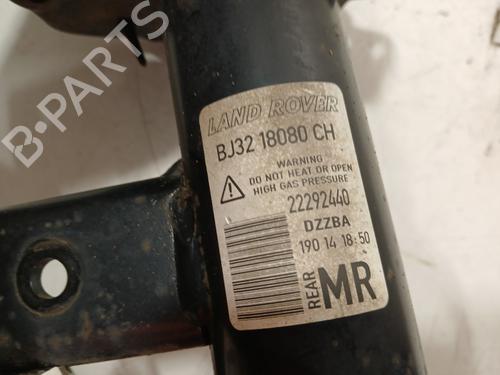 LAND ROVER
BJ32 18080 CH
WARNING
DO NOT HEAT OR OPEN
HIGH GAS PRESSURE
22292440
DZZBA
190 14 18:50
REAR MR
B-PARTS